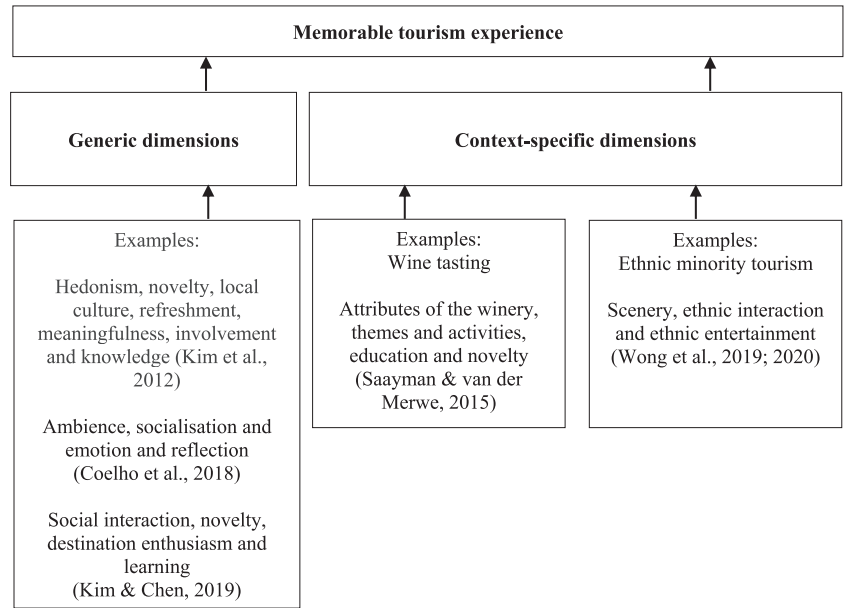 Memorable tourism experience
Generic dimensions
Context-specific dimensions
Examples:
Hedonism, novelty, local
culture, refreshment,
meaningfulness, involvement
and knowledge (Kim et al.,
2012)
Ambience, socialisation and
emotion and reflection
(Coelho et al., 2018)
Social interaction, novelty,
destination enthusiasm and
learning
(Kim & Chen, 2019)
Examples:
Wine tasting
Attributes of the winery,
themes and activities,
education and novelty
(Saayman & van der
Merwe, 2015)
Examples:
Ethnic minority tourism
Scenery, ethnic interaction
and ethnic entertainment
(Wong et al., 2019; 2020)